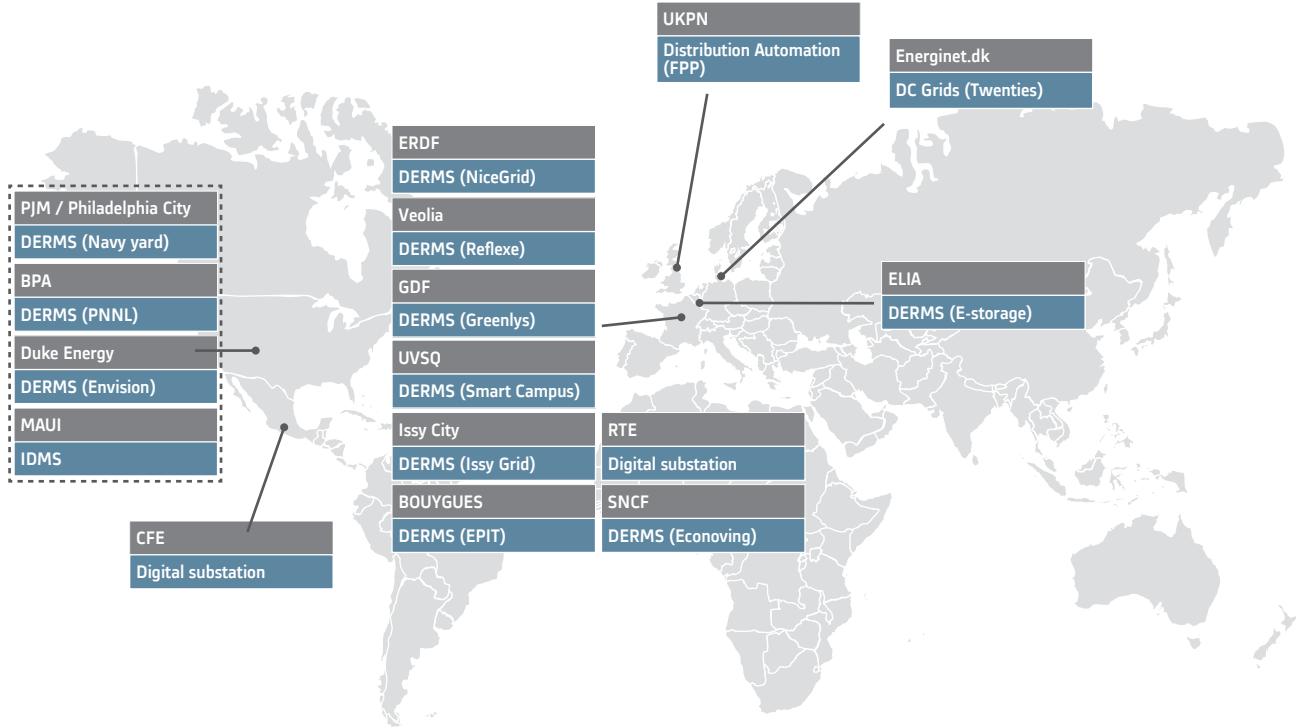 UKPN
Distribution Automation
(FPP)
Energinet.dk
DC Grids (Twenties)
ERDF
DERMS (NiceGrid)
Veolia
DERMS (Reflexe)
GDF
DERMS (Greenlys)
UVSQ
DERMS (Smart Campus)
Issy City
DERMS (Issy Grid)
BOUYGUES
DERMS (EPIT)
RTE
Digital substation
SNCF
DERMS (Econoving)
PJM / Philadelphia City
DERMS (Navy yard)
BPA
DERMS (PNNL)
Duke Energy
DERMS (Envision)
MAUI
IDMS
ELIA
DERMS (E-storage)
CFE
Digital substation